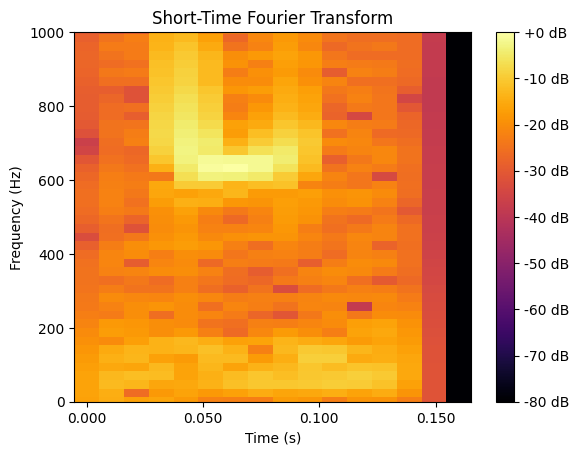 Short-Time Fourier Transform
Frequency (Hz)
1000
800
600
400
200
0
0.000
0.050
0.100
0.150
Time (s)
+0 dB
-10 dB
-20 dB
-30 dB
-40 dB
-50 dB
-60 dB
-70 dB
-80 dB